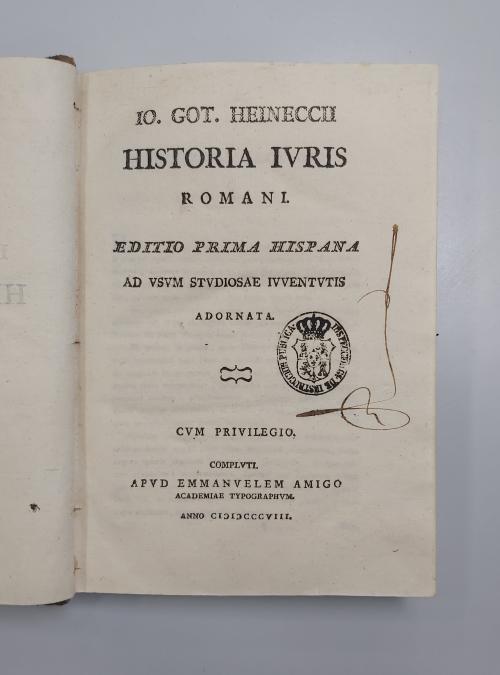 IO. GOT. HEINECCII
HISTORIA IVRIS
ROMANI.
EDITIO PRIMA HISPANA
AD VSVM STVDIOSAE IVVENTVTIS
ADORNATA.
CVM PRIVILEGIO.
COMPLVTI.
APVD EMMANVELEM AMIGO
ACADEMIAE TYPOGRAPHVM.
ANNO CIƆIƆCCCVIII.